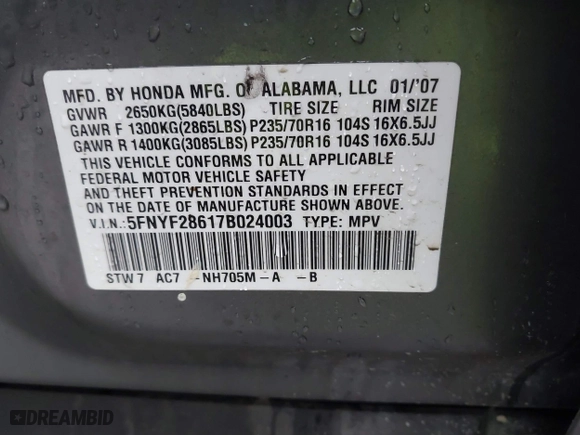 MFD. BY HONDA MFG. OF ALABAMA, LLC 01/'07
GVWR 2650KG(5840LBS) TIRE SIZE RIM SIZE
GAWR F 1300KG(2865LBS) P235/70R16 104S 16X6.5JJ
GAWR R 1400KG(3085LBS) P235/70R16 104S 16X6.5JJ
THIS VEHICLE CONFORMS TO ALL APPLICABLE
FEDERAL MOTOR VEHICLE SAFETY
AND THEFT PREVENTION STANDARDS IN EFFECT
ON THE DATE OF MANUFACTURE SHOWN ABOVE.
V.I.N.:5FNYF28617B024003 TYPE: MPV
STW7 AC7 -NH705M-A -B
DREAMBID